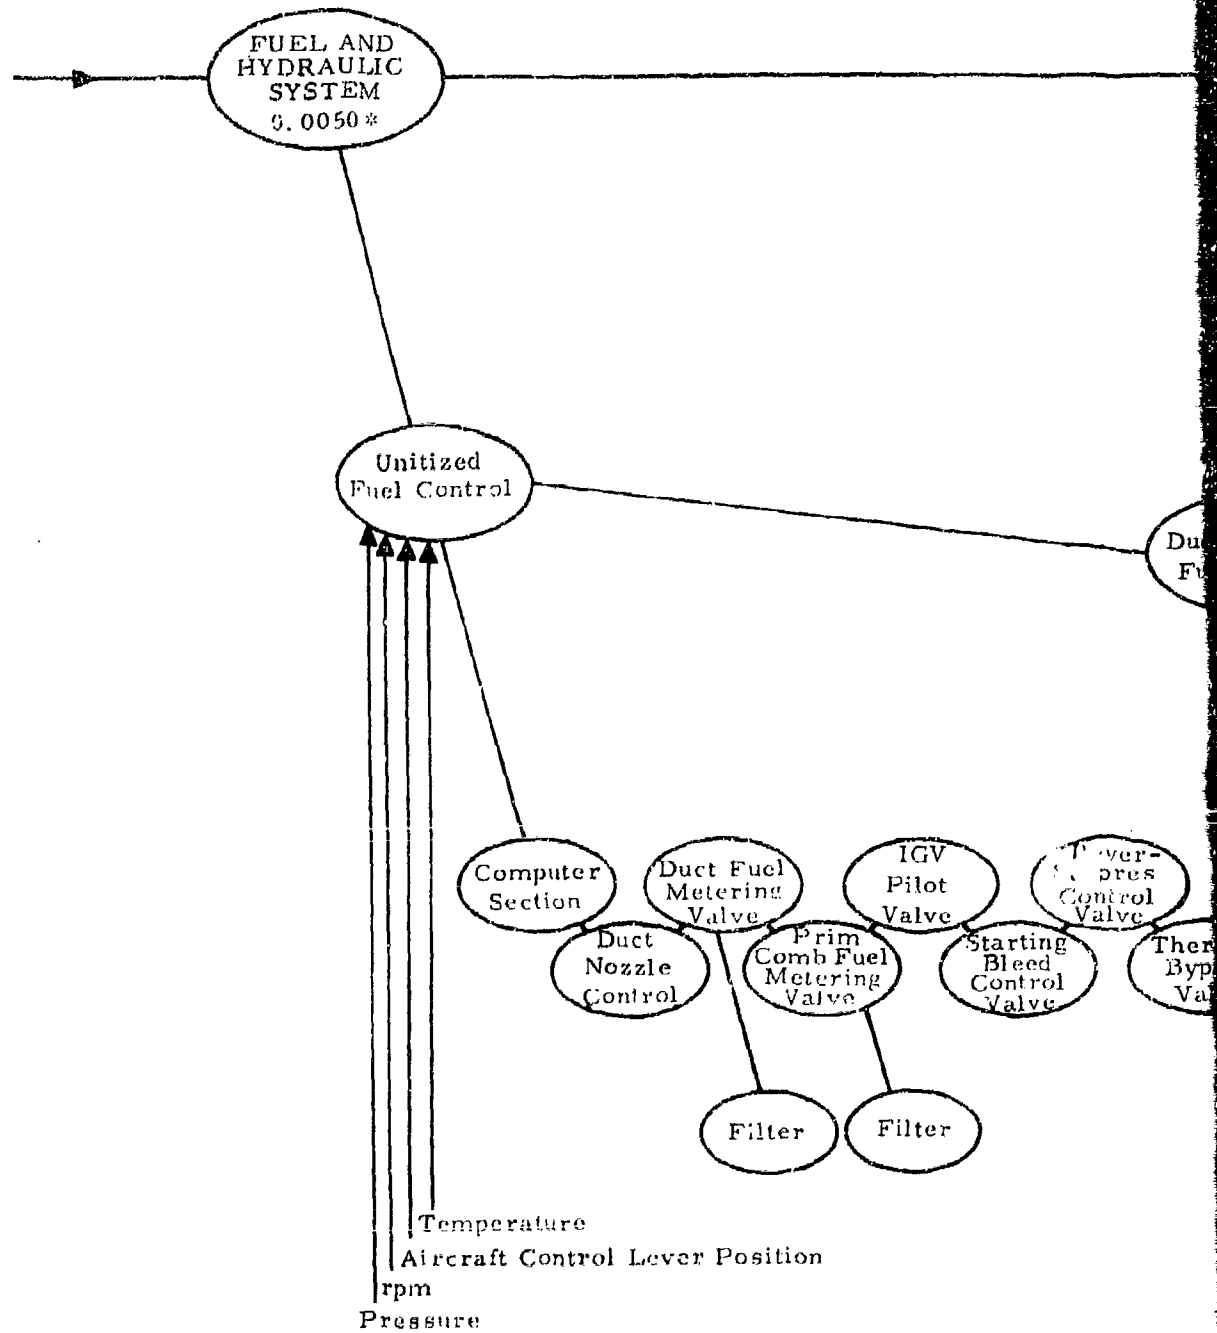 FUEL AND
HYDRAULIC
SYSTEM
0.0050*
Unitized
Fuel Control
Computer
Section
Duct
Nozzle
Control
Duct Fuel
Metering
Valve
Prim
Comb Fuel
Metering
Valve
IGV
Pilot
Valve
Starting
Bleed
Control
Valve
Control
Valve
Filter
Filter
Temperature
Aircraft Control Lever Position
rpm
Pressure